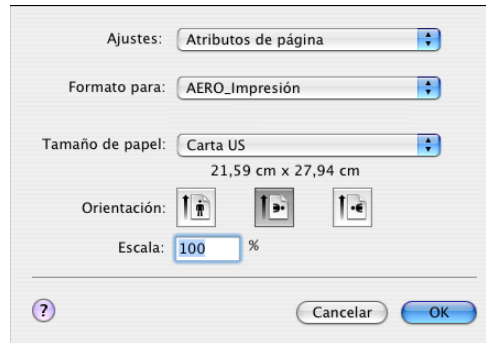 Ajustes: Atributos de página
Formato para: AERO_Impresión
Tamaño de papel: Carta US
21,59 cm x 27,94 cm
Orientación:
Escala: 100 %
? Cancelar OK